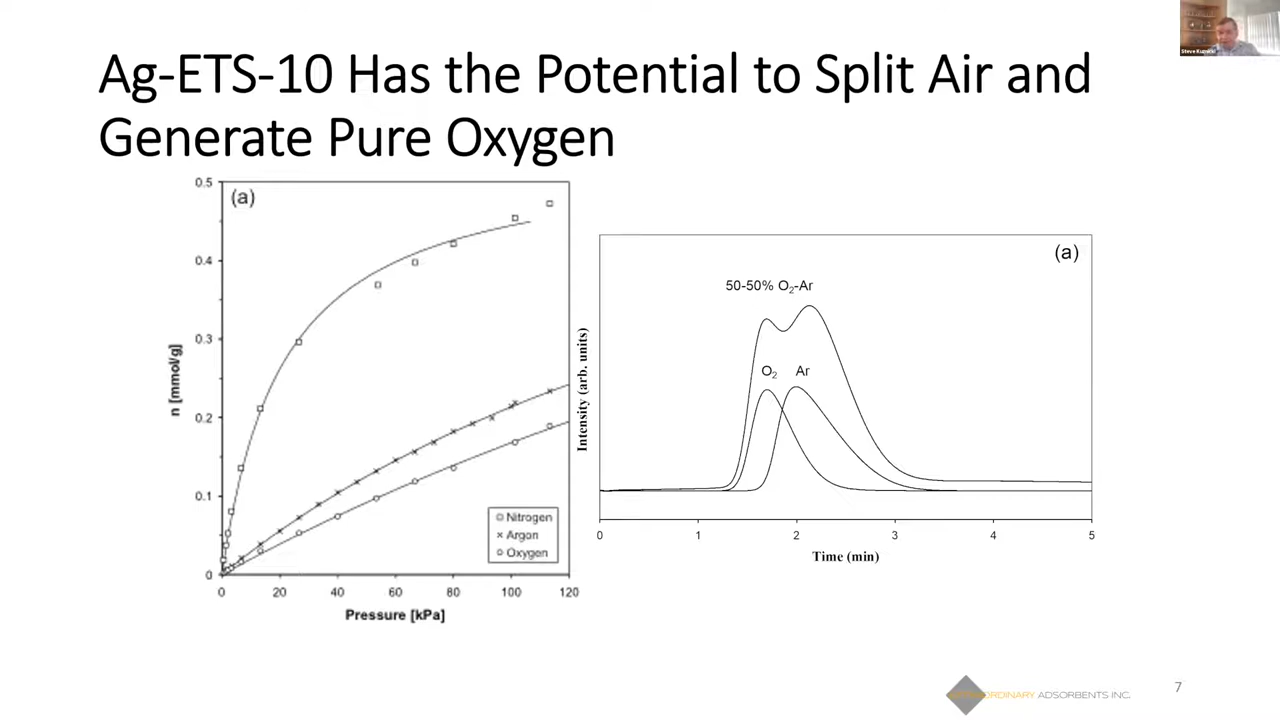 Steve Kuznicki
Ag-ETS-10 Has the Potential to Split Air and
Generate Pure Oxygen
(a)
n [mmol/g]
0.5
0.4
0.3
0.2
0.1
0
0 20 40 60 80 100 120
Pressure [kPa]
Nitrogen
Argon
Oxygen
(a)
Intensity (arb. units)
50-50% O₂-Ar
O₂ Ar
0 1 2 3 4 5
Time (min)
ORDINARY ADSORBENTS INC.
7